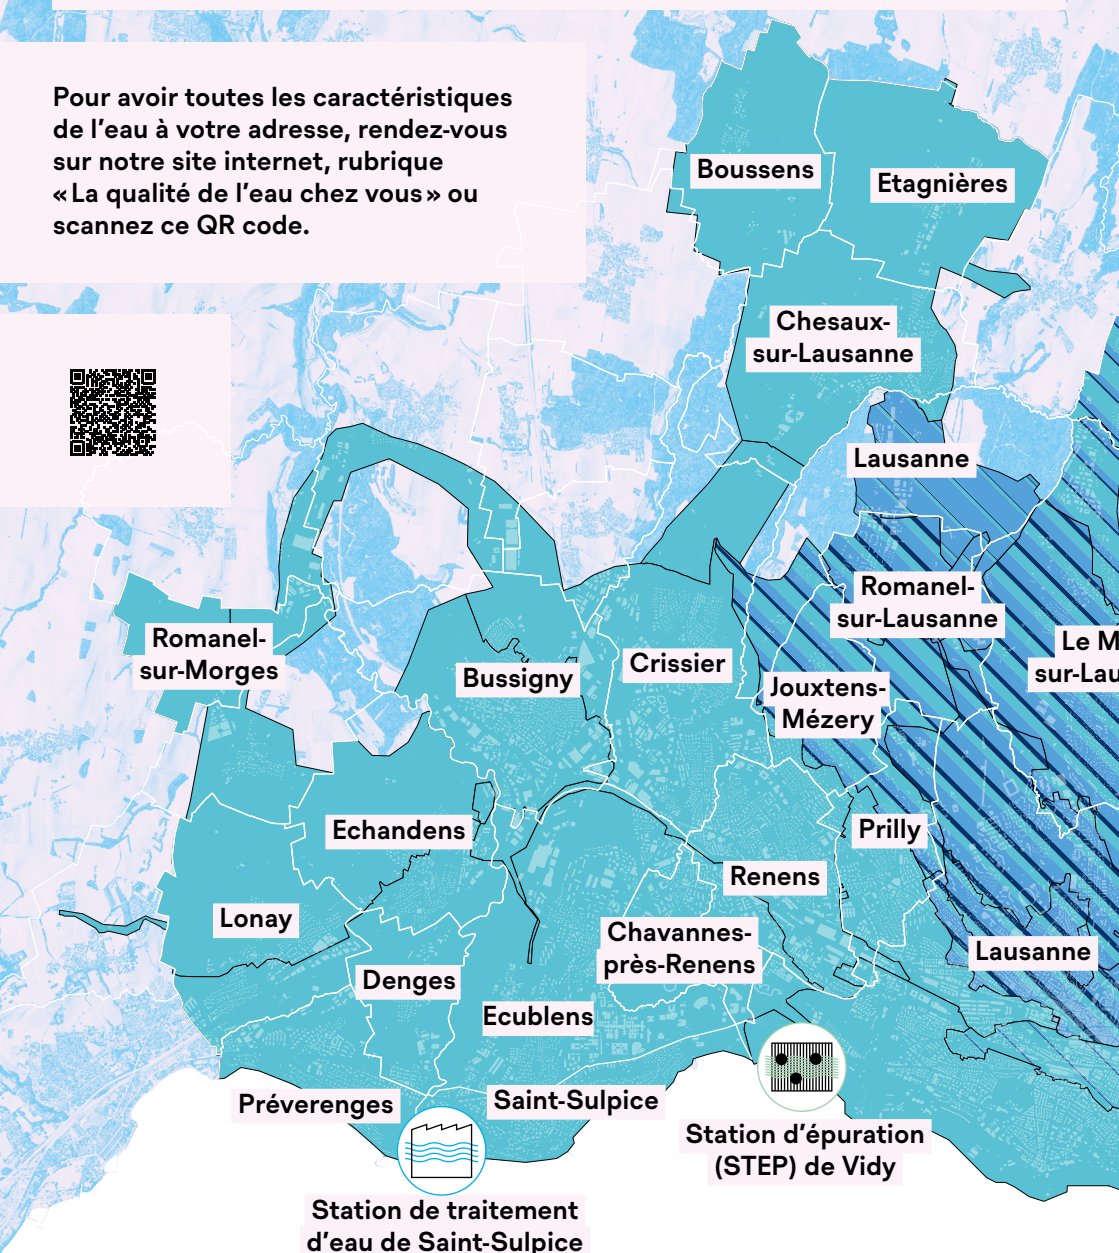 Pour avoir toutes les caractéristiques
de l’eau à votre adresse, rendez-vous
sur notre site internet, rubrique
« La qualité de l’eau chez vous » ou
scannez ce QR code.
Boussens
Etagnières
Chesaux-
sur-Lausanne
Lausanne
Romanel-
sur-Lausanne
Le M
sur-Lau
Romanel-
sur-Morges
Bussigny
Crissier
Jouxtens-
Mézery
Echandens
Prilly
Renens
Lonay
Chavannes-
près-Renens
Lausanne
Denges
Ecublens
Préverenges
Saint-Sulpice
Station d’épuration
(STEP) de Vidy
Station de traitement
d’eau de Saint-Sulpice